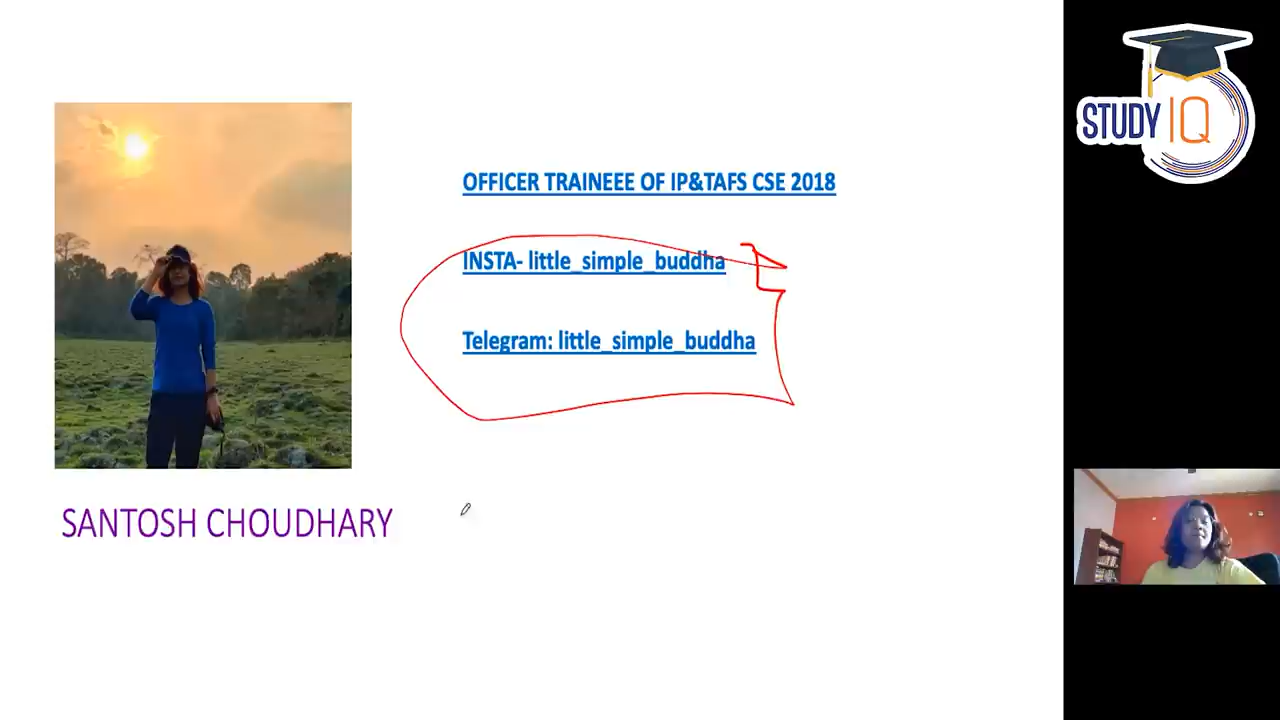 STUDY IQ
OFFICER TRAINEEE OF IP&TAFS CSE 2018
INSTA- little_simple_buddha
Telegram: little_simple_buddha
SANTOSH CHOUDHARY